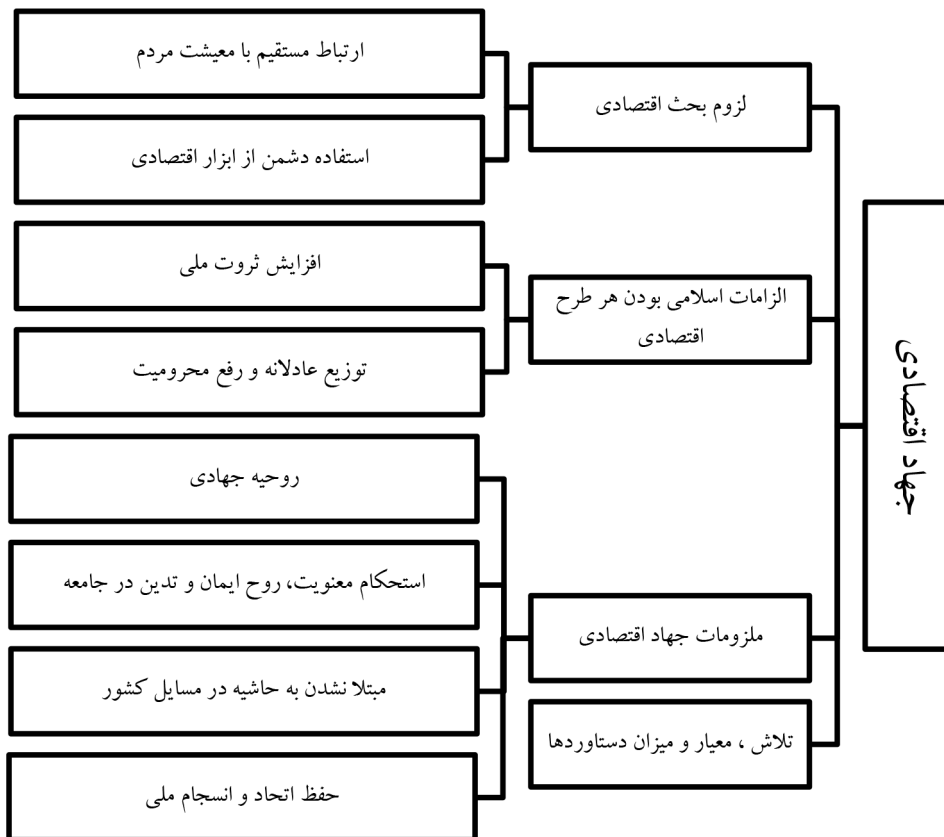 جهاد اقتصادی
لزوم بحث اقتصادی
ارتباط مستقیم با معیشت مردم
استفاده دشمن از ابزار اقتصادی
الزامات اسلامی بودن هر طرح
اقتصادی
افزایش ثروت ملی
توزیع عادلانه و رفع محرومیت
ملزومات جهاد اقتصادی
روحیه جهادی
استحکام معنویت، روح ایمان و تدین در جامعه
مبتلا نشدن به حاشیه در مسایل کشور
حفظ اتحاد و انسجام ملی
تلاش ، معیار و میزان دستاوردها